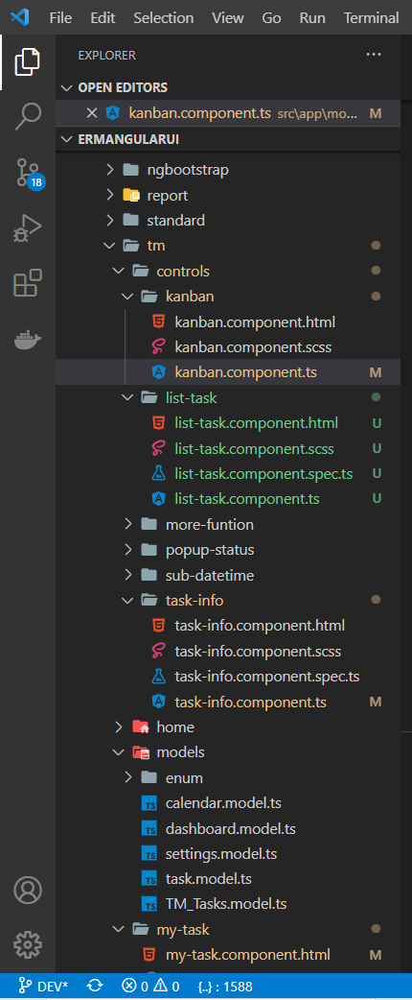 File Edit Selection View Go Run Terminal
EXPLORER
OPEN EDITORS
kanban.component.ts src\app\mo... M
ERMANGULARUI
ngbootstrap
report
standard
tm
controls
kanban
kanban.component.html
kanban.component.scss
kanban.component.ts M
list-task
list-task.component.html U
list-task.component.scss U
list-task.component.spec.ts U
list-task.component.ts U
more-funtion
popup-status
sub-datetime
task-info
task-info.component.html
task-info.component.scss
task-info.component.spec.ts
task-info.component.ts M
home
models
enum
TS calendar.model.ts
TS dashboard.model.ts
TS settings.model.ts
TS task.model.ts
TS TM_Tasks.model.ts
my-task
my-task.component.html M
18
DEV* 0 0 {..} : 1588